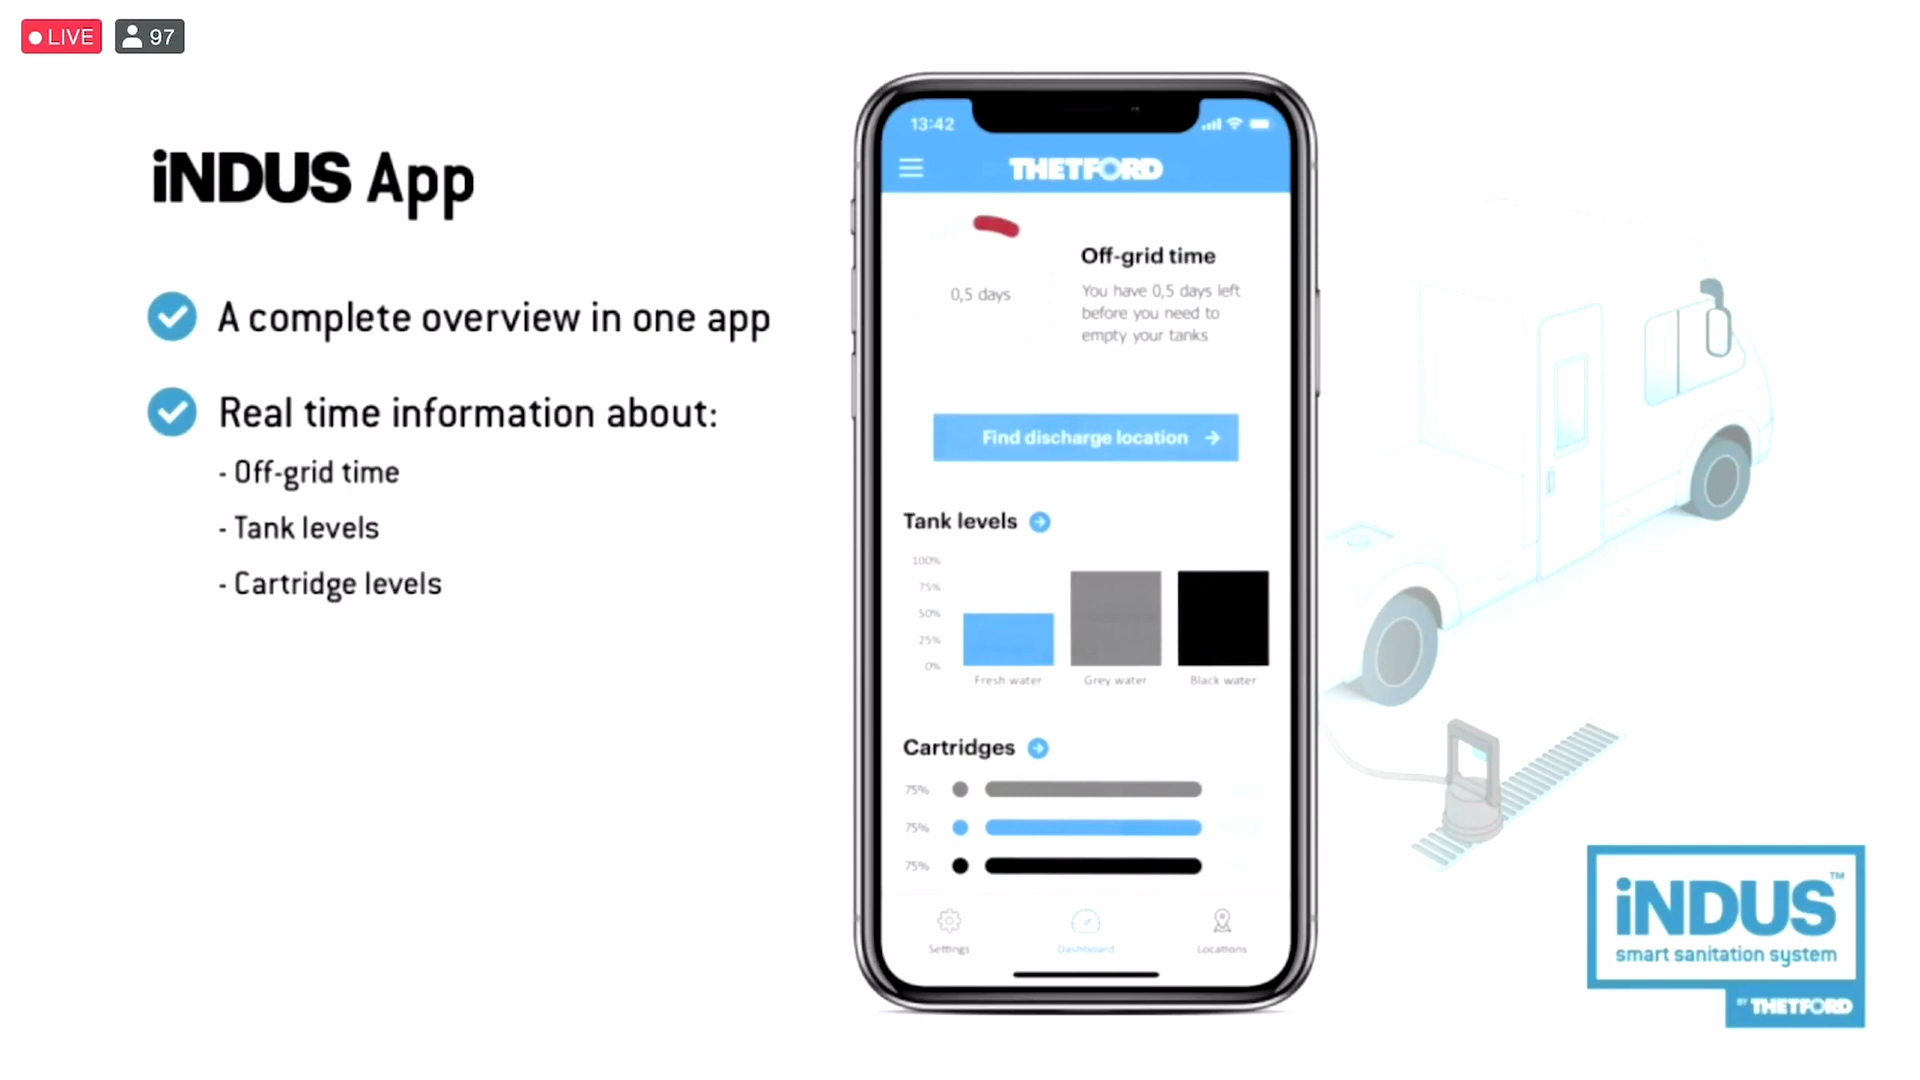 LIVE 97
iNDUS App
A complete overview in one app
Real time information about:
- Off-grid time
- Tank levels
- Cartridge levels
13:42
THETFORD
0,5 days
Off-grid time
You have 0,5 days left
before you need to
empty your tanks
Find discharge location
Tank levels
100%
75%
50%
25%
0%
Fresh water Grey water Black water
Cartridges
75%
75%
75%
Settings Dashboard Locations
iNDUS™
smart sanitation system
BY THETFORD